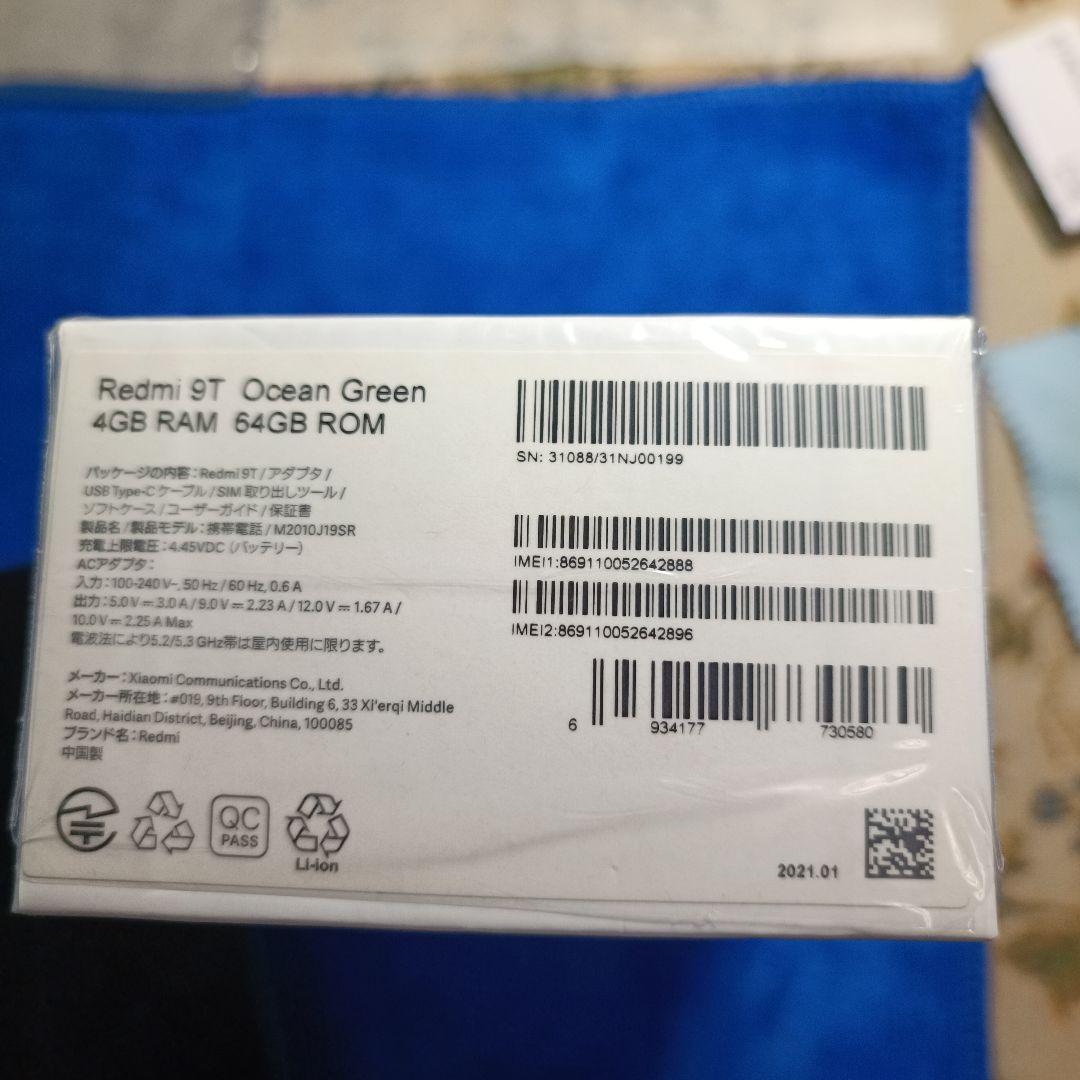 Redmi 9T Ocean Green
4GB RAM 64GB ROM
パッケージの内容：Redmi 9T / アダプタ /
USB Type-C ケーブル / SIM 取り出しツール /
ソフトケース / ユーザーガイド / 保証書
製品名 / 製品モデル：携帯電話 / M2010J19SR
充電上限電圧：4.45VDC（バッテリー）
ACアダプタ：
入力：100-240 V~, 50 Hz / 60 Hz, 0.6 A
出力：5.0 V⎓3.0 A / 9.0 V⎓2.23 A / 12.0 V⎓1.67 A /
10.0 V⎓2.25 A Max
電波法により5.2/5.3 GHz帯は屋内使用に限ります。
メーカー：Xiaomi Communications Co., Ltd.
メーカー所在地：#019, 9th Floor, Building 6, 33 Xi'erqi Middle
Road, Haidian District, Beijing, China, 100085
ブランド名：Redmi
中国製
QC
PASS
Li-ion
SN: 31088/31NJ00199
IMEI1:869110052642888
IMEI2:869110052642896
6 934177 730580
2021.01